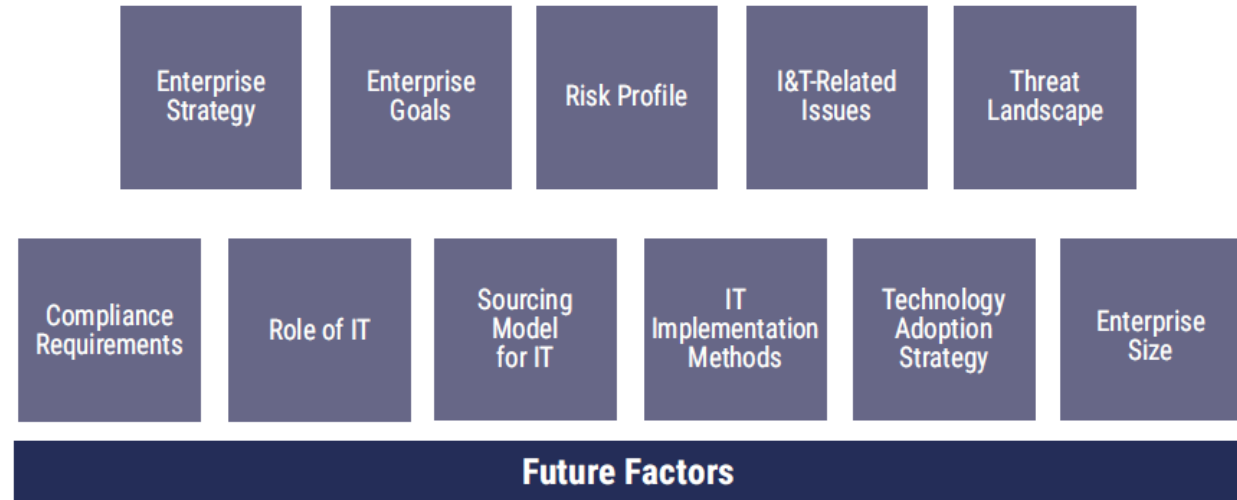 Enterprise
Strategy
Enterprise
Goals
Risk Profile
I&T-Related
Issues
Threat
Landscape
Compliance
Requirements
Role of IT
Sourcing
Model
for IT
IT
Implementation
Methods
Technology
Adoption
Strategy
Enterprise
Size
Future Factors